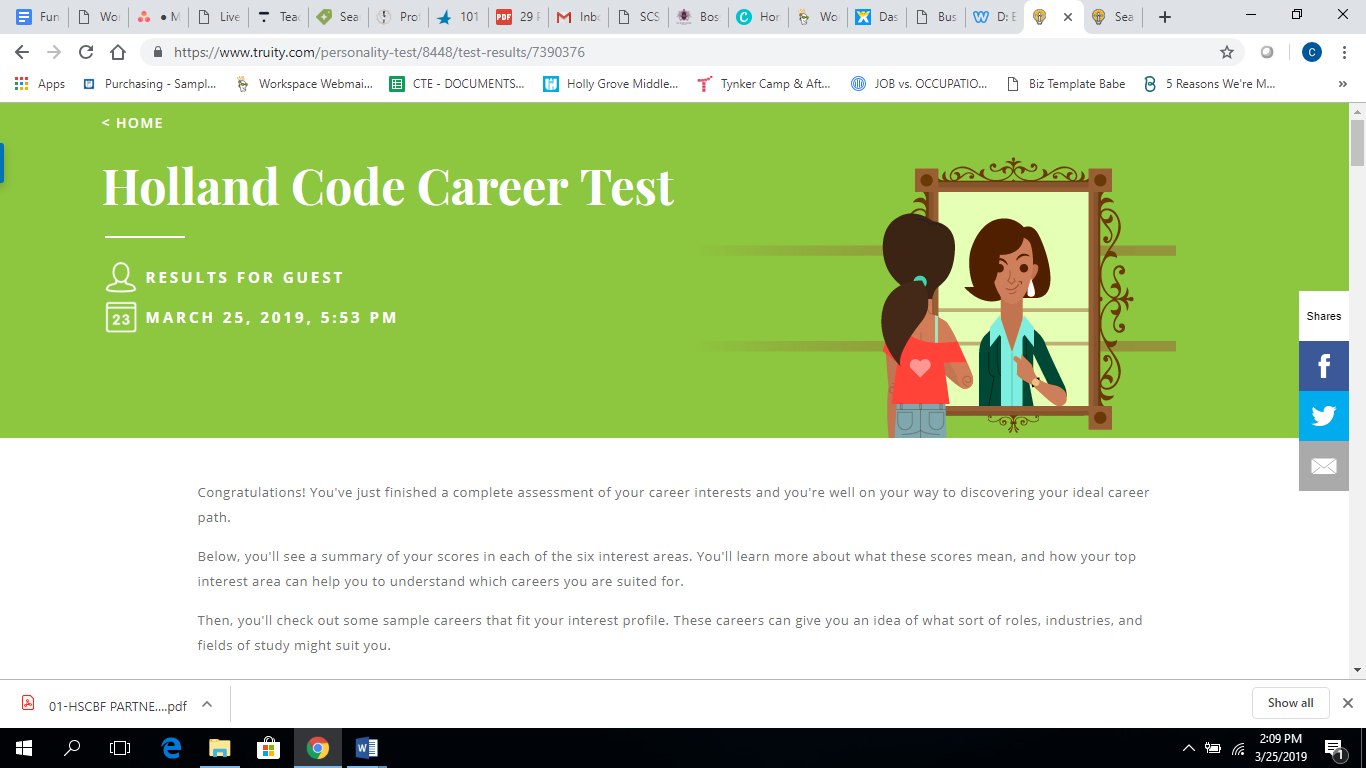 Fun
Wo
M
Live
Tea
Sea
Pro
101
PDF
29 F
Inb
SCS
Bos
C
Hor
Wo
Das
Bus
D: E
Sea
https://www.truity.com/personality-test/8448/test-results/7390376
C
Apps
Purchasing - Sampl...
Workspace Webmai...
CTE - DOCUMENTS...
Holly Grove Middle...
Tynker Camp & Aft...
JOB vs. OCCUPATIO...
Biz Template Babe
5 Reasons We're M...
»
< HOME
Holland Code Career Test
RESULTS FOR GUEST
23 MARCH 25, 2019, 5:53 PM
Shares
f
Congratulations! You've just finished a complete assessment of your career interests and you're well on your way to discovering your ideal career
path.
Below, you'll see a summary of your scores in each of the six interest areas. You'll learn more about what these scores mean, and how your top
interest area can help you to understand which careers you are suited for.
Then, you'll check out some sample careers that fit your interest profile. These careers can give you an idea of what sort of roles, industries, and
fields of study might suit you.
01-HSCBF PARTNE....pdf
Show all
2:09 PM
3/25/2019
1